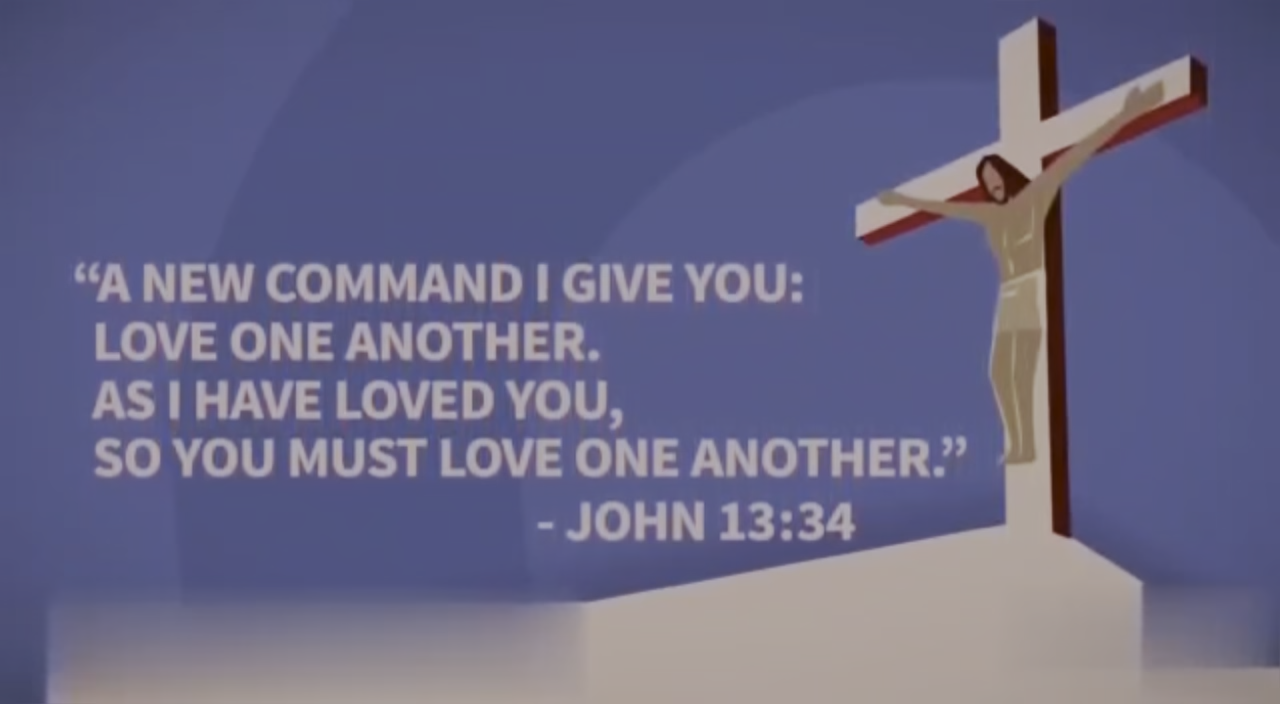 “A NEW COMMAND I GIVE YOU:
LOVE ONE ANOTHER.
AS I HAVE LOVED YOU,
SO YOU MUST LOVE ONE ANOTHER.”
- JOHN 13:34